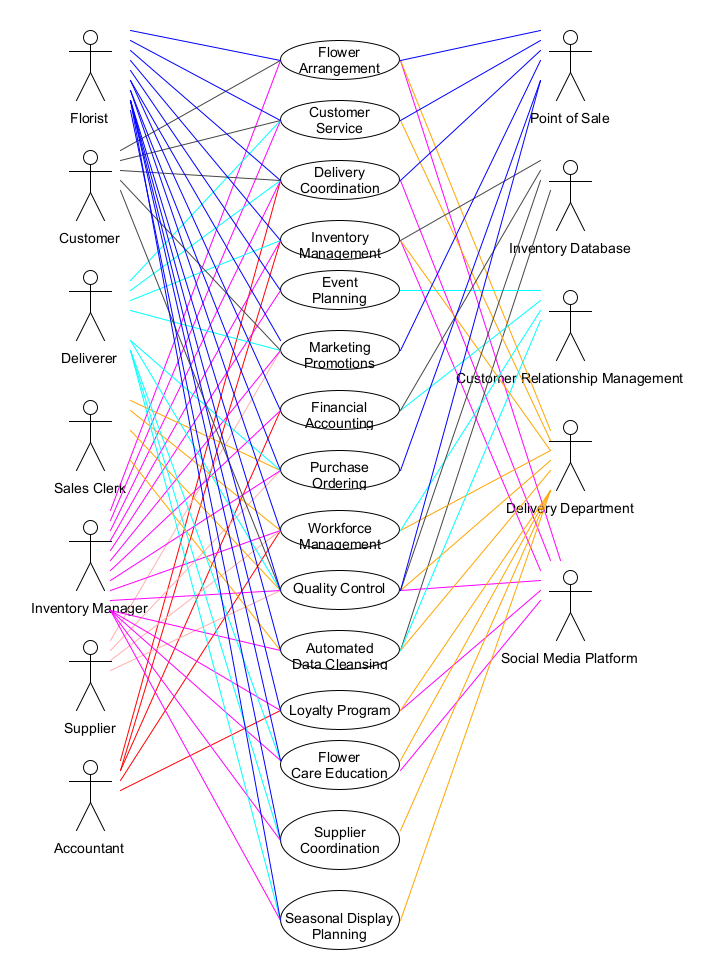 Florist
Customer
Deliverer
Sales Clerk
Inventory Manager
Supplier
Accountant
Flower
Arrangement
Customer
Service
Delivery
Coordination
Inventory
Management
Event
Planning
Marketing
Promotions
Financial
Accounting
Purchase
Ordering
Workforce
Management
Quality Control
Automated
Data Cleansing
Loyalty Program
Flower
Care Education
Supplier
Coordination
Seasonal Display
Planning
Point of Sale
Inventory Database
Customer Relationship Management
Delivery Department
Social Media Platform